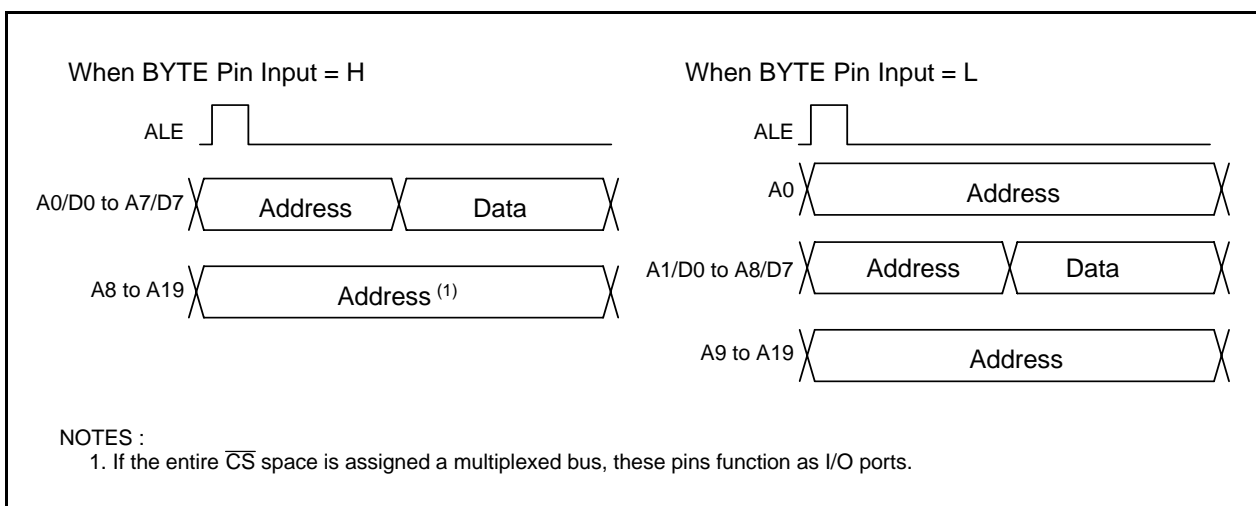 When BYTE Pin Input = H
ALE
A0/D0 to A7/D7
Address
Data
A8 to A19
Address (1)
When BYTE Pin Input = L
ALE
A0
Address
A1/D0 to A8/D7
Address
Data
A9 to A19
Address
NOTES :
1. If the entire C̅S̅ space is assigned a multiplexed bus, these pins function as I/O ports.